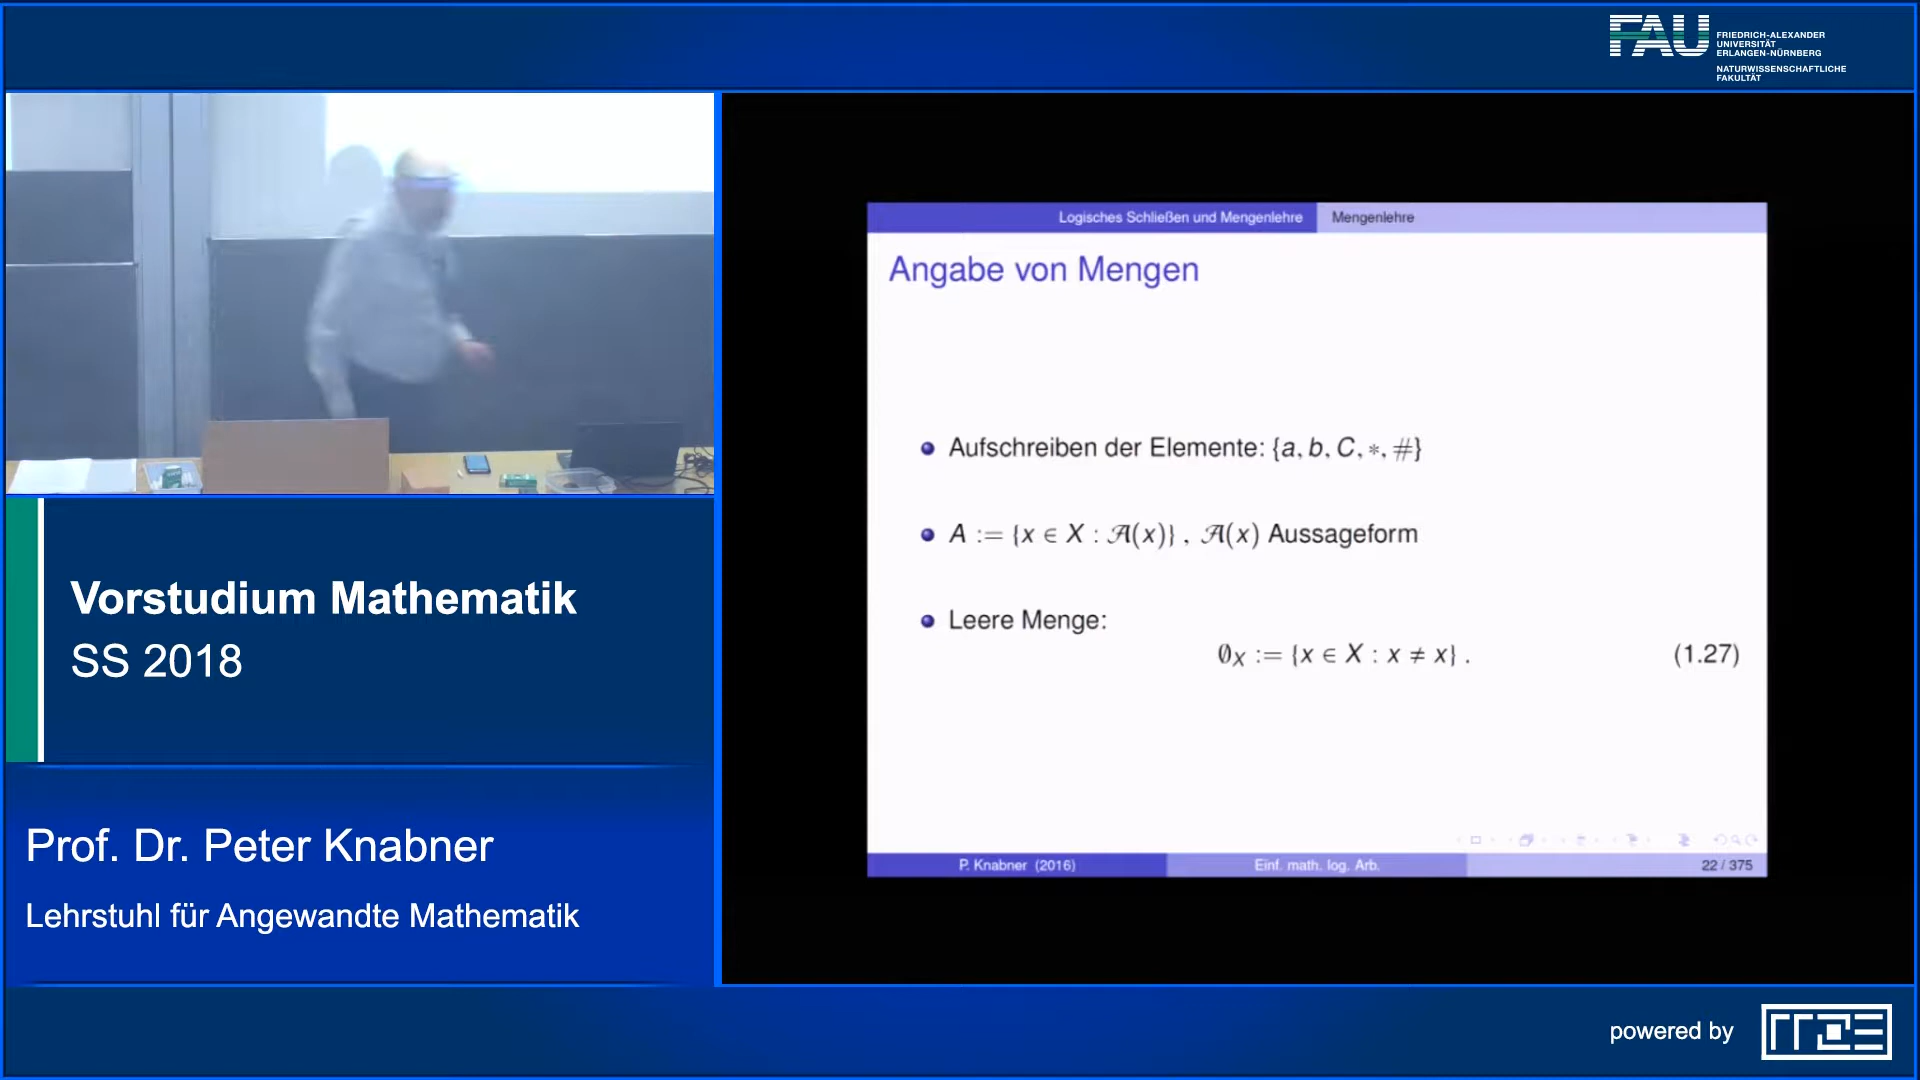 FAU
FRIEDRICH-ALEXANDER
UNIVERSITÄT
ERLANGEN-NÜRNBERG
NATURWISSENSCHAFTLICHE
FAKULTÄT
Logisches Schließen und Mengenlehre Mengenlehre
Angabe von Mengen
Aufschreiben der Elemente: {a, b, C, *, #}
A := {x ∈ X : 𝒜(x)} , 𝒜(x) Aussageform
Leere Menge:
∅X := {x ∈ X : x ≠ x} . (1.27)
P. Knabner (2016) Einf. math. log. Arb. 22 / 375
Vorstudium Mathematik
SS 2018
Prof. Dr. Peter Knabner
Lehrstuhl für Angewandte Mathematik
powered by
rrze